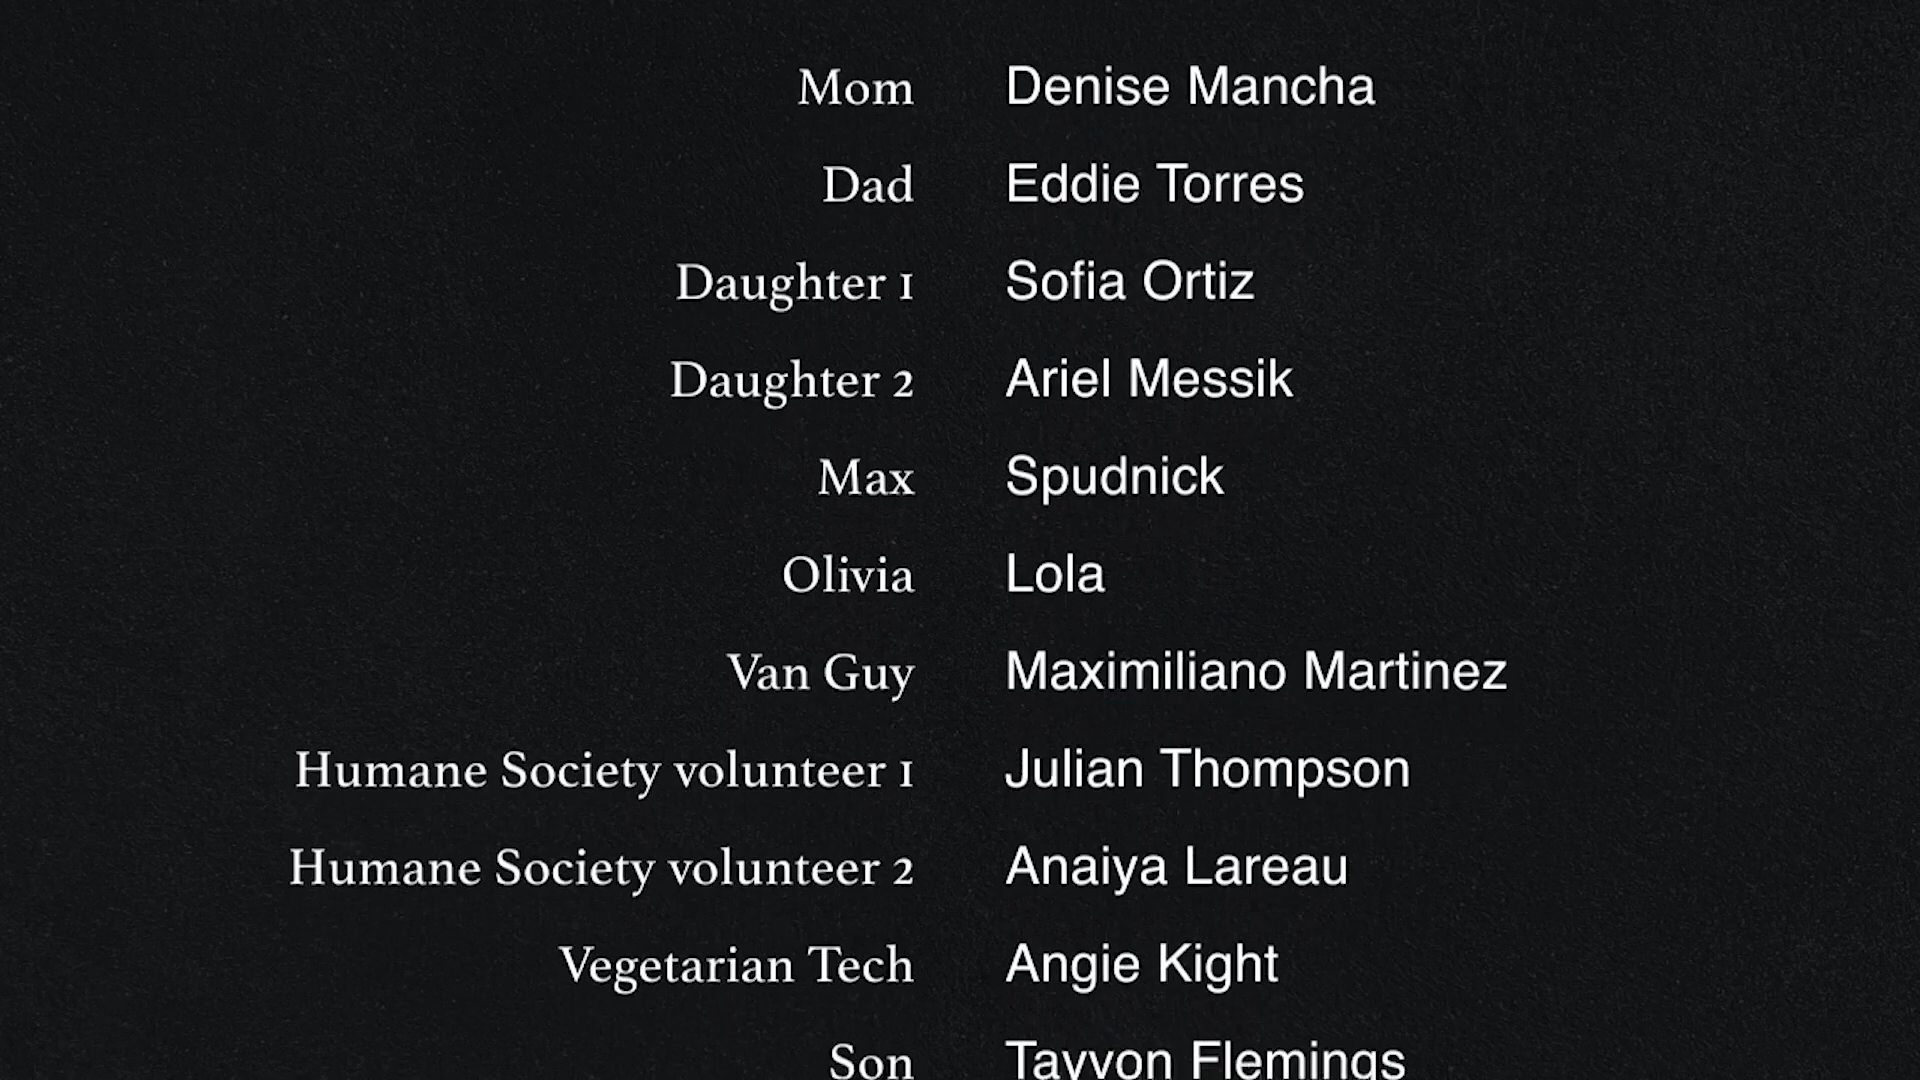 Mom Denise Mancha
Dad Eddie Torres
Daughter 1 Sofia Ortiz
Daughter 2 Ariel Messik
Max Spudnick
Olivia Lola
Van Guy Maximiliano Martinez
Humane Society volunteer 1 Julian Thompson
Humane Society volunteer 2 Anaiya Lareau
Vegetarian Tech Angie Kight
Son Tayvon Flemings